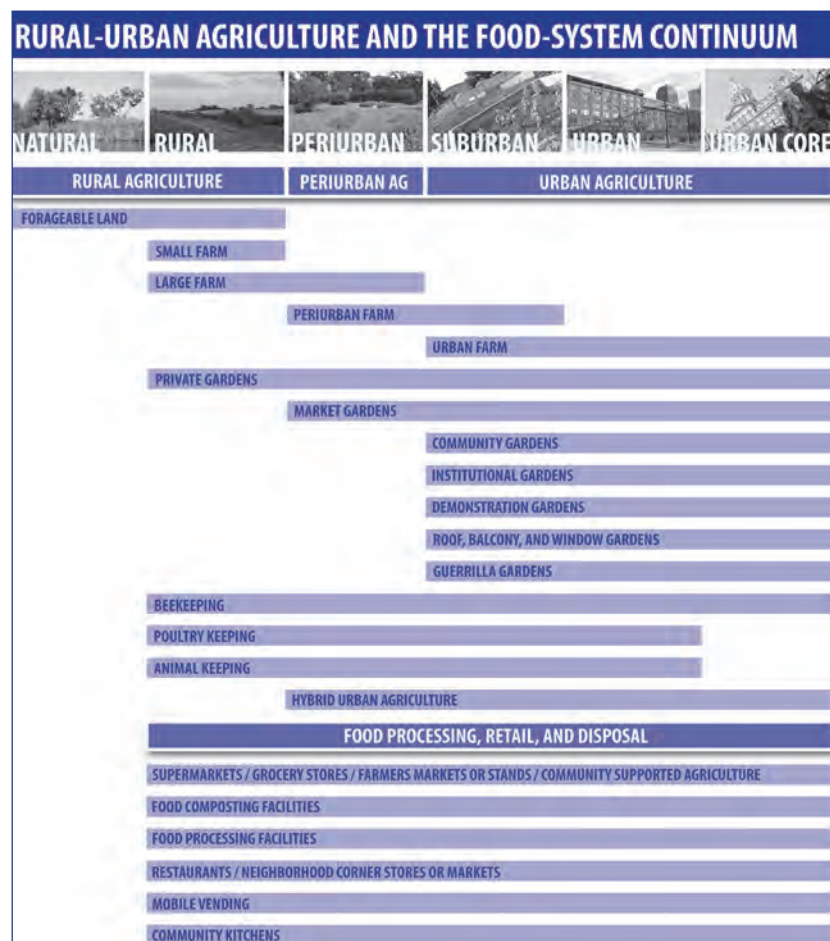 RURAL-URBAN AGRICULTURE AND THE FOOD-SYSTEM CONTINUUM
NATURAL RURAL PERIURBAN SUBURBAN URBAN URBAN CORE
RURAL AGRICULTURE PERIURBAN AG URBAN AGRICULTURE
FORAGEABLE LAND
SMALL FARM
LARGE FARM
PERIURBAN FARM
URBAN FARM
PRIVATE GARDENS
MARKET GARDENS
COMMUNITY GARDENS
INSTITUTIONAL GARDENS
DEMONSTRATION GARDENS
ROOF, BALCONY, AND WINDOW GARDENS
GUERRILLA GARDENS
BEEKEEPING
POULTRY KEEPING
ANIMAL KEEPING
HYBRID URBAN AGRICULTURE
FOOD PROCESSING, RETAIL, AND DISPOSAL
SUPERMARKETS / GROCERY STORES / FARMERS MARKETS OR STANDS / COMMUNITY SUPPORTED AGRICULTURE
FOOD COMPOSTING FACILITIES
FOOD PROCESSING FACILITIES
RESTAURANTS / NEIGHBORHOOD CORNER STORES OR MARKETS
MOBILE VENDING
COMMUNITY KITCHENS